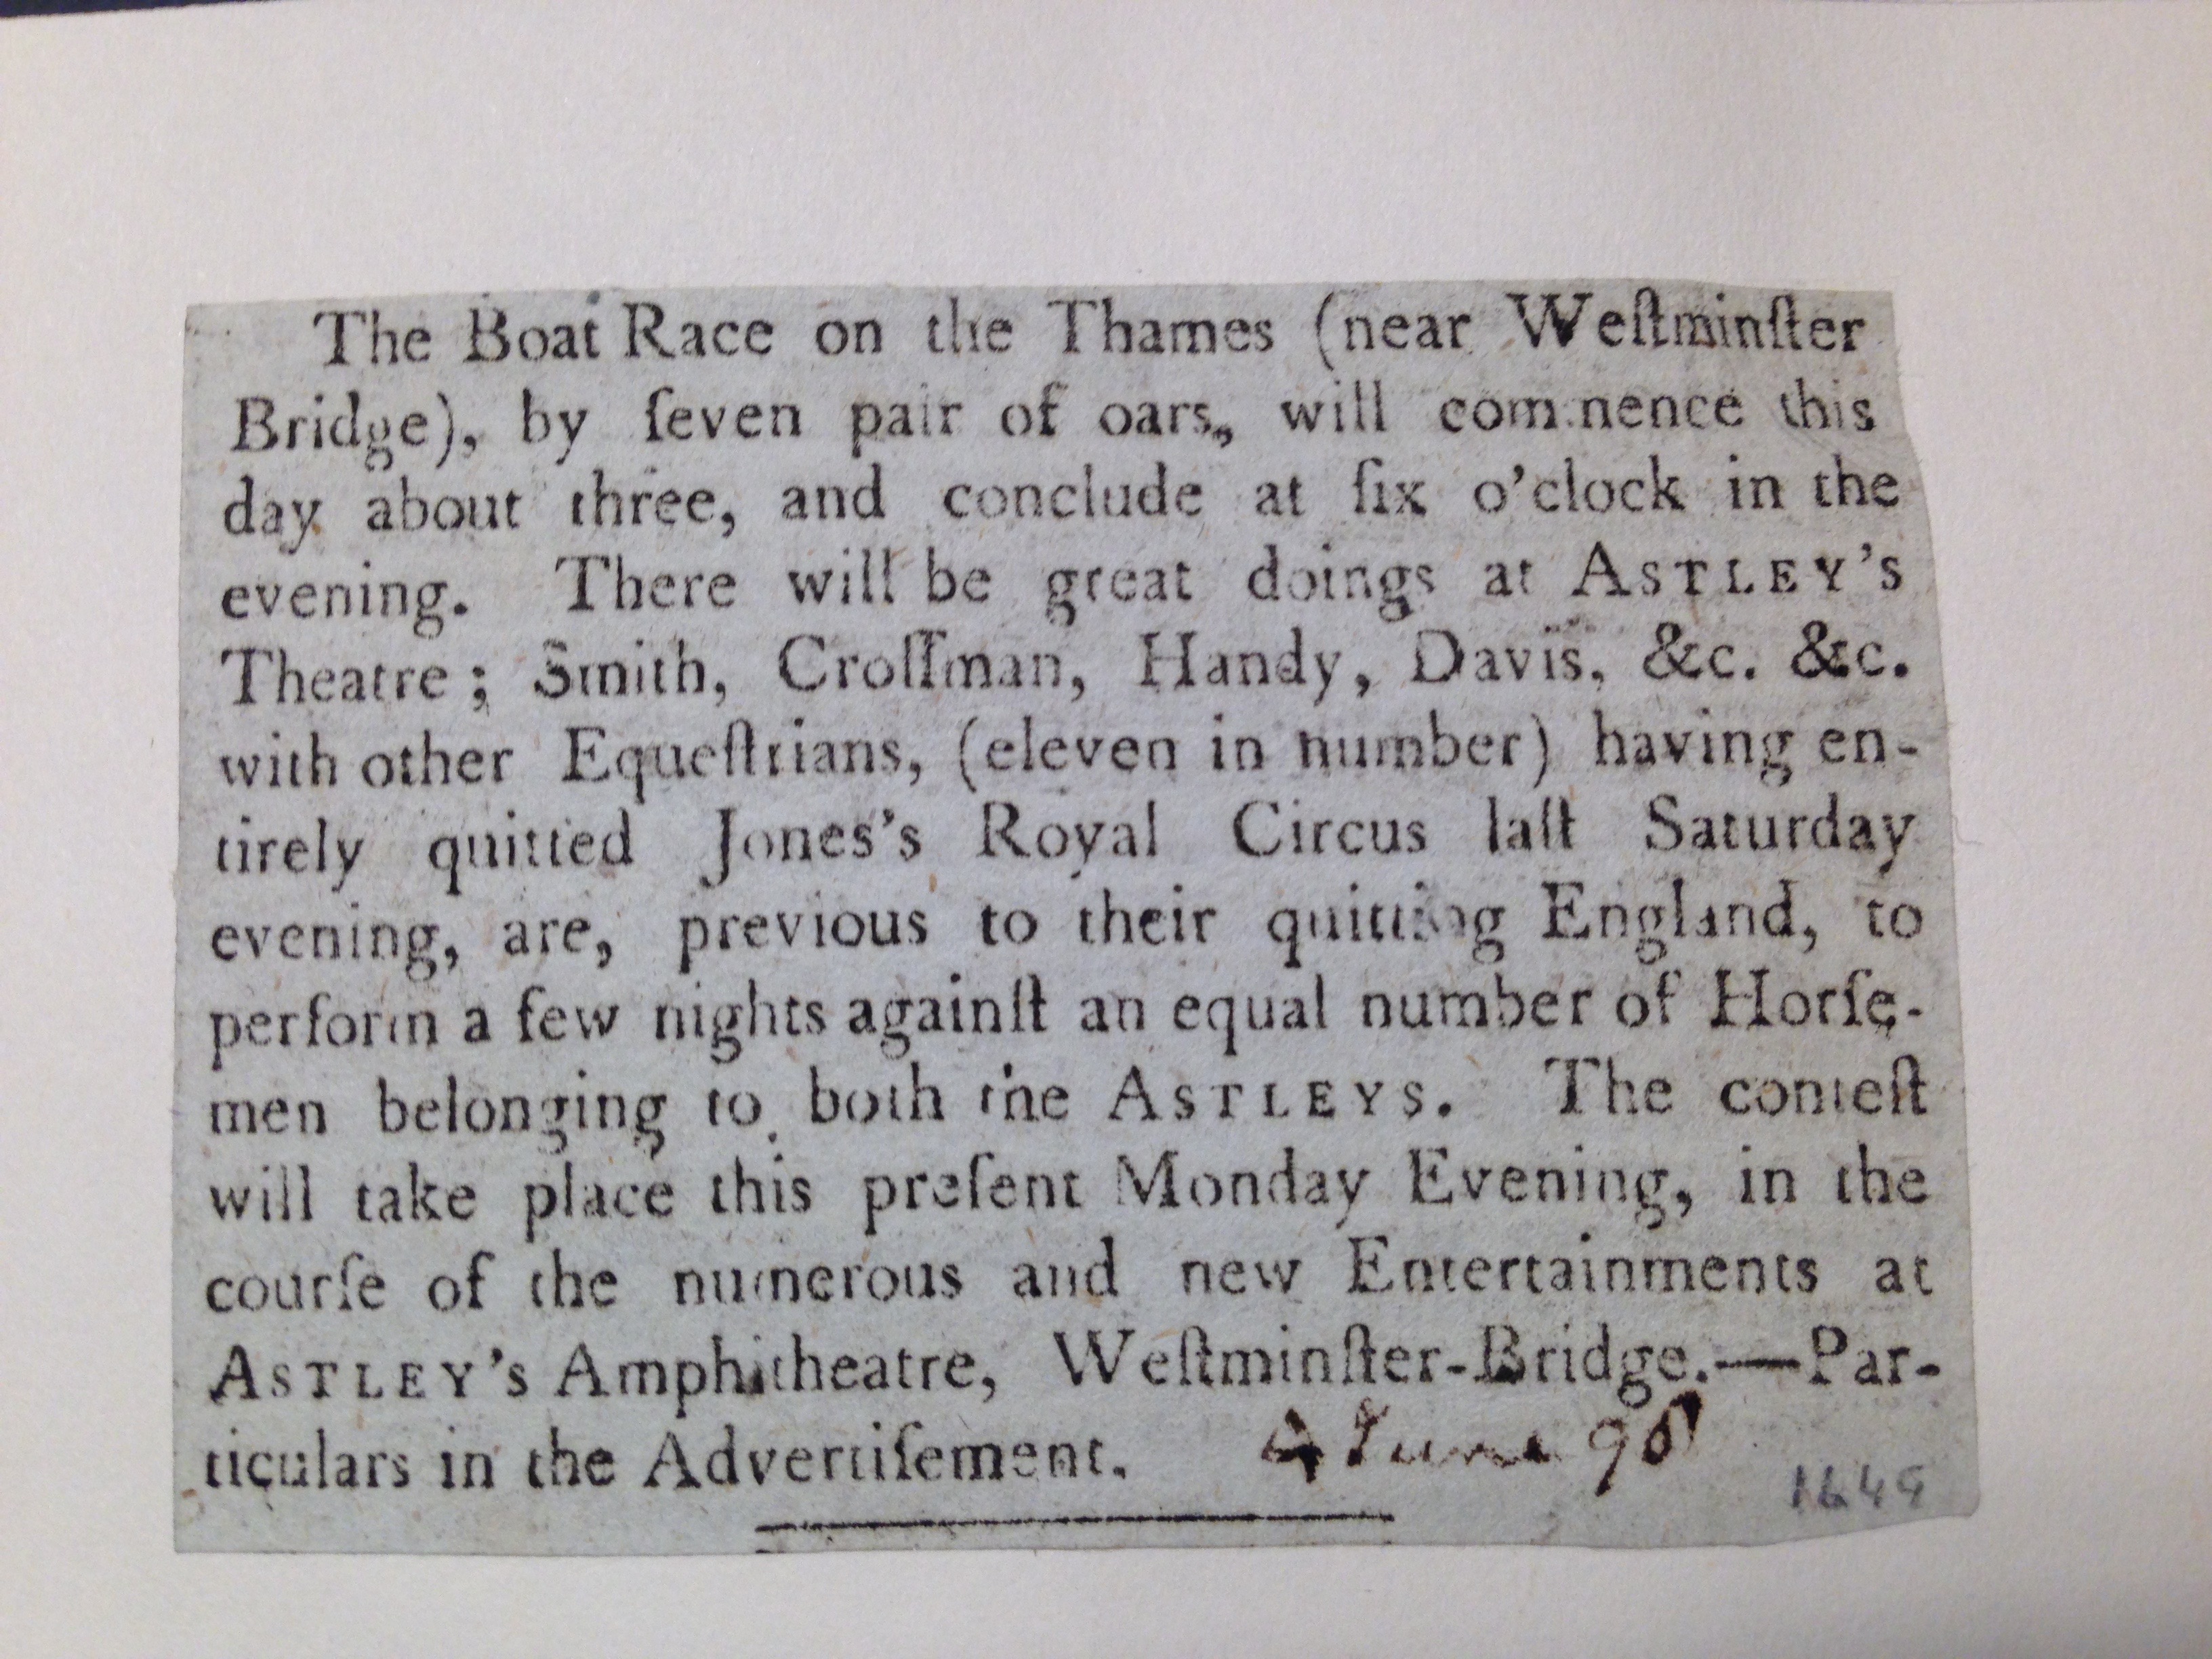 The Boat Race on the Thames (near Weſtminſter
Bridge), by ſeven pair of oars, will commence this
day about three, and conclude at ſix o'clock in the
evening. There will be great doings at ASTLEY's
Theatre; Smith, Croſſman, Handy, Davis, &c. &c.
with other Equeſtrians, (eleven in number) having en-
tirely quitted Jones's Royal Circus laſt Saturday
evening, are, previous to their quitting England, to
perform a few nights againſt an equal number of Horſe-
men belonging to both the ASTLEYS. The conteſt
will take place this preſent Monday Evening, in the
courſe of the numerous and new Entertainments at
ASTLEY's Amphitheatre, Weſtminſter-Bridge.—Par-
ticulars in the Advertiſement. 4 June 98
1649